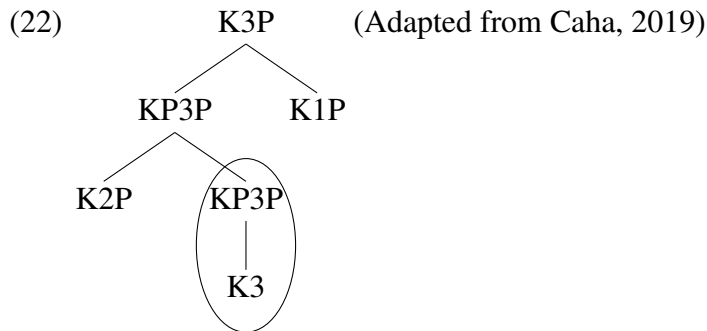 (22) K3P (Adapted from Caha, 2019)
KP3P K1P
K2P KP3P
K3